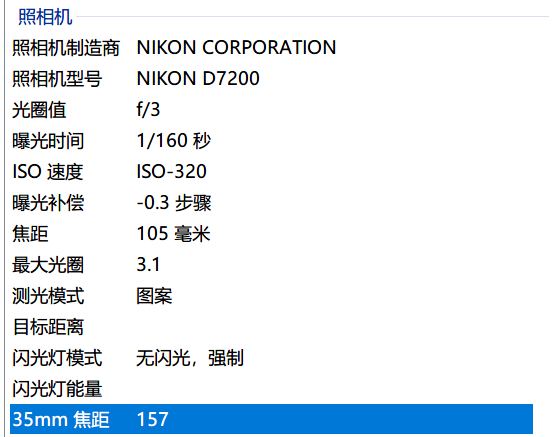 照相机
照相机制造商 NIKON CORPORATION
照相机型号 NIKON D7200
光圈值 f/3
曝光时间 1/160 秒
ISO 速度 ISO-320
曝光补偿 -0.3 步骤
焦距 105 毫米
最大光圈 3.1
测光模式 图案
目标距离
闪光灯模式 无闪光，强制
闪光灯能量
35mm 焦距 157